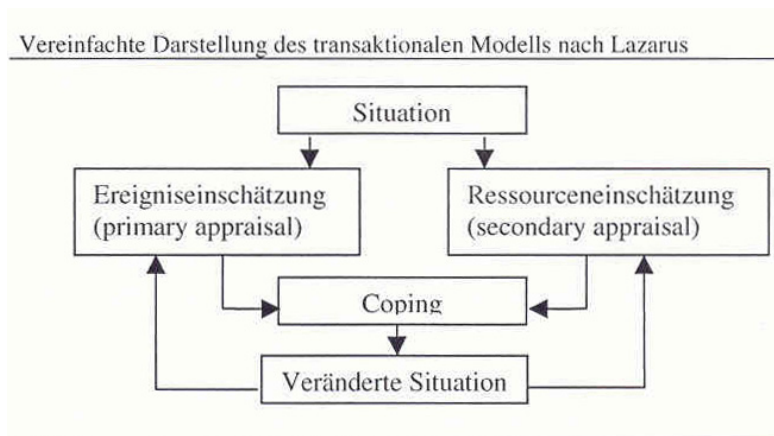 Vereinfachte Darstellung des transaktionalen Modells nach Lazarus
Situation
Ereigniseinschätzung
(primary appraisal)
Ressourceneinschätzung
(secondary appraisal)
Coping
Veränderte Situation